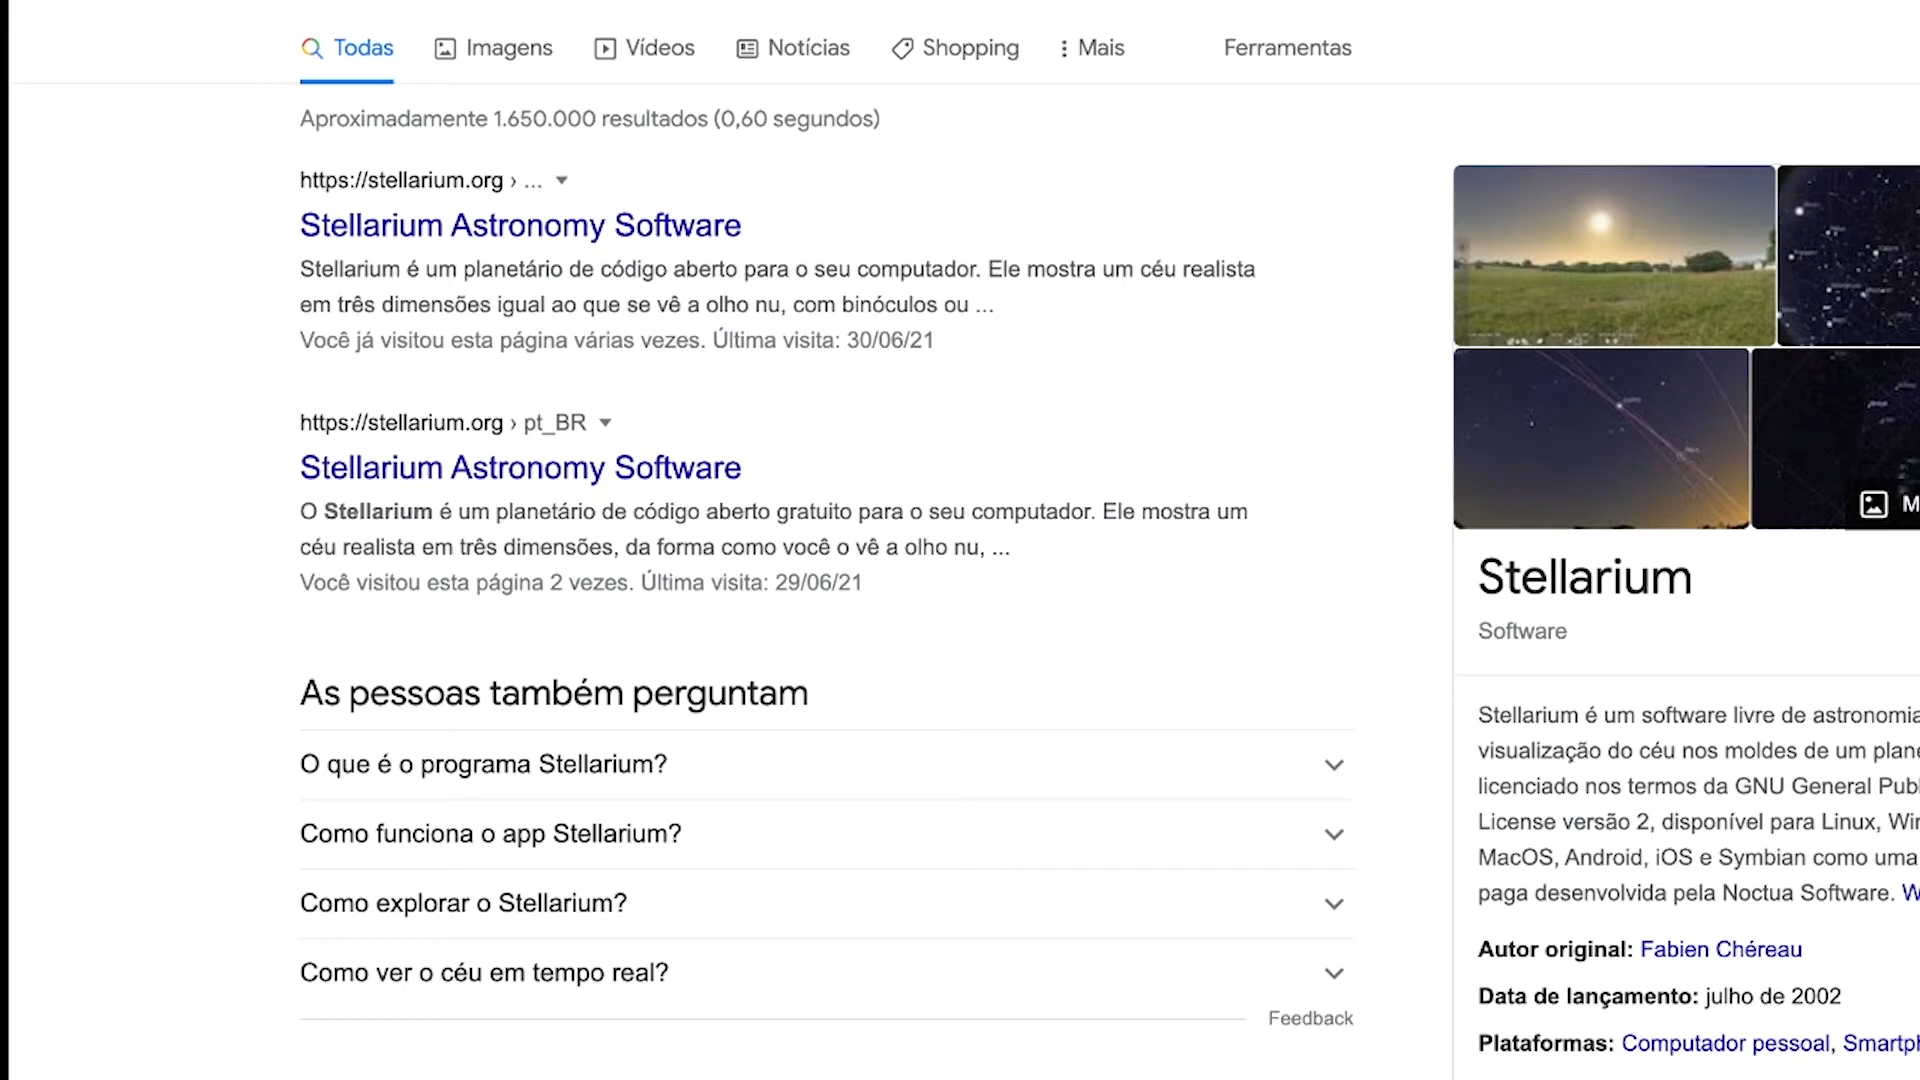 Todas
Imagens
Vídeos
Notícias
Shopping
Mais
Ferramentas
Aproximadamente 1.650.000 resultados (0,60 segundos)
https://stellarium.org › ...
Stellarium Astronomy Software
Stellarium é um planetário de código aberto para o seu computador. Ele mostra um céu realista
em três dimensões igual ao que se vê a olho nu, com binóculos ou ...
Você já visitou esta página várias vezes. Última visita: 30/06/21
https://stellarium.org › pt_BR
Stellarium Astronomy Software
O Stellarium é um planetário de código aberto gratuito para o seu computador. Ele mostra um
céu realista em três dimensões, da forma como você o vê a olho nu, ...
Você visitou esta página 2 vezes. Última visita: 29/06/21
As pessoas também perguntam
O que é o programa Stellarium?
Como funciona o app Stellarium?
Como explorar o Stellarium?
Como ver o céu em tempo real?
Feedback
M
Stellarium
Software
Stellarium é um software livre de astronomia
visualização do céu nos moldes de um plane
licenciado nos termos da GNU General Publ
License versão 2, disponível para Linux, Win
MacOS, Android, iOS e Symbian como uma
paga desenvolvida pela Noctua Software. W
Autor original: Fabien Chéreau
Data de lançamento: julho de 2002
Plataformas: Computador pessoal, Smartph